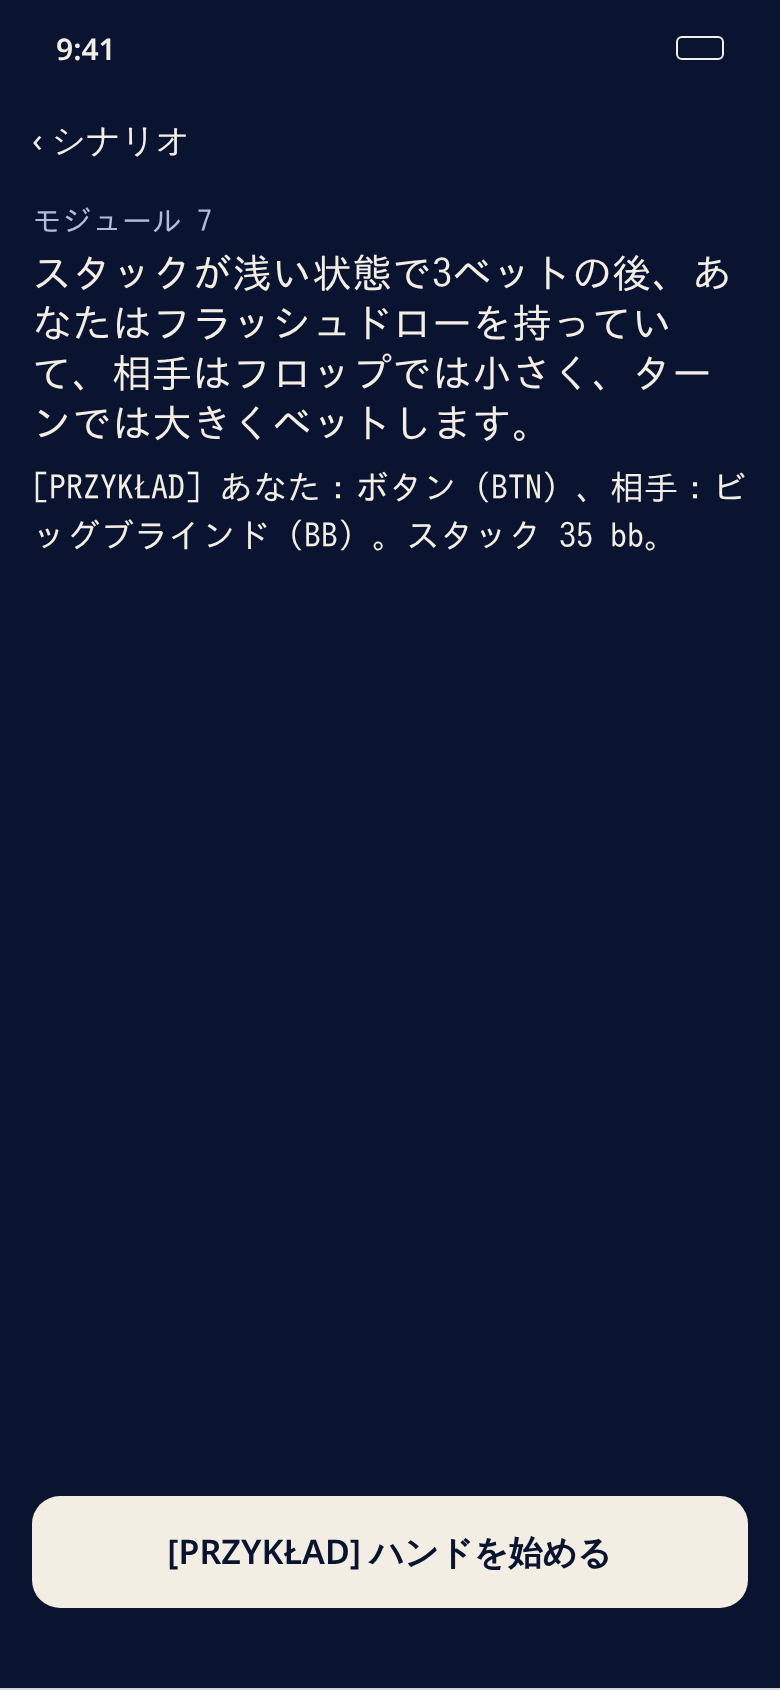 9:41
‹ シナリオ
モジュール 7
スタックが浅い状態で3ベットの後、あ
なたはフラッシュドローを持ってい
て、相手はフロップでは小さく、ター
ンでは大きくベットします。
[PRZYKŁAD] あなた：ボタン（BTN）、相手：ビ
ッグブラインド（BB）。スタック 35 bb。
[PRZYKŁAD] ハンドを始める